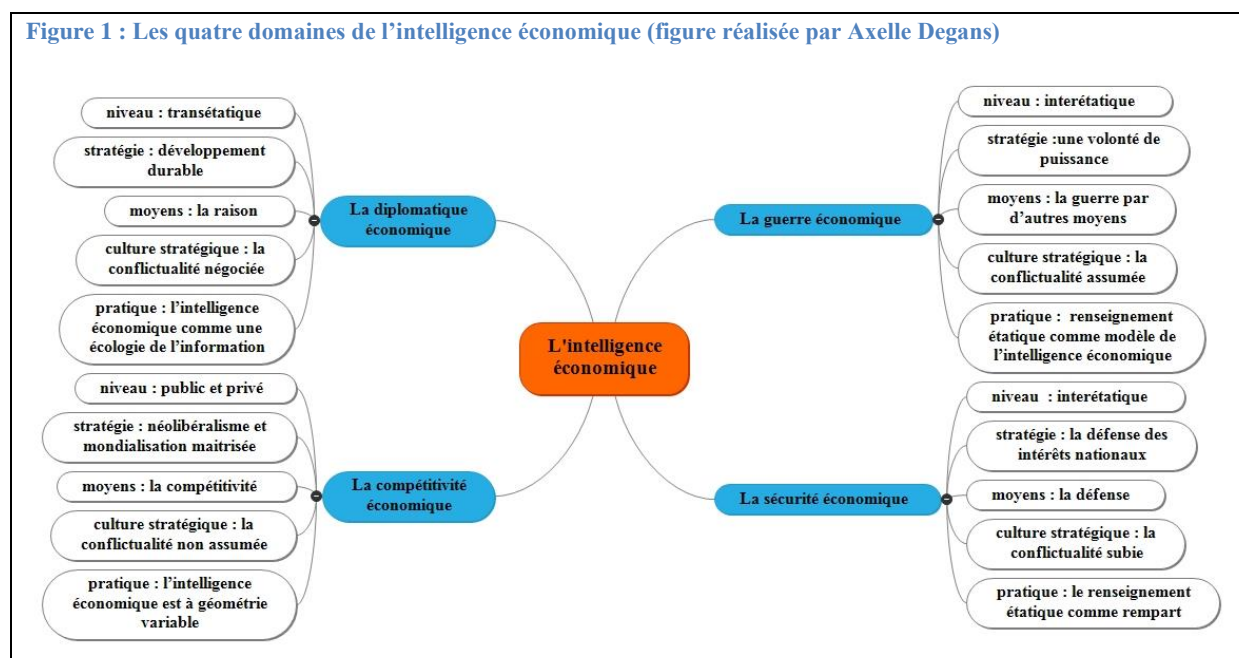 Figure 1 : Les quatre domaines de l’intelligence économique (figure réalisée par Axelle Degans)
niveau : transétatique
stratégie : développement
durable
moyens : la raison
culture stratégique : la
conflictualité négociée
pratique : l’intelligence
économique comme une
écologie de l’information
La diplomatique
économique
niveau : public et privé
stratégie : néolibéralisme et
mondialisation maitrisée
moyens : la compétitivité
culture stratégique : la
conflictualité non assumée
pratique : l’intelligence
économique est à géométrie
variable
La compétitivité
économique
L'intelligence
économique
La guerre économique
niveau : interétatique
stratégie :une volonté de
puissance
moyens : la guerre par
d’autres moyens
culture stratégique : la
conflictualité assumée
pratique : renseignement
étatique comme modèle de
l’intelligence économique
La sécurité économique
niveau : interétatique
stratégie : la défense des
intérêts nationaux
moyens : la défense
culture stratégique : la
conflictualité subie
pratique : le renseignement
étatique comme rempart